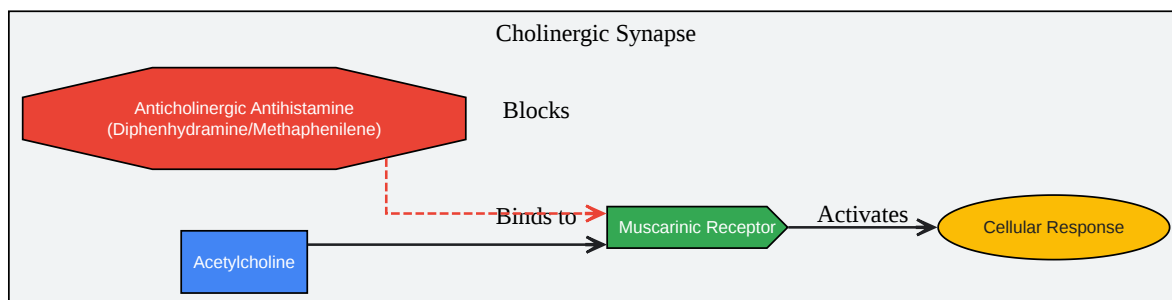 Cholinergic Synapse
Anticholinergic Antihistamine
(Diphenhydramine/Methaphenilene)
Blocks
Binds to
Muscarinic Receptor
Activates
Cellular Response
Acetylcholine